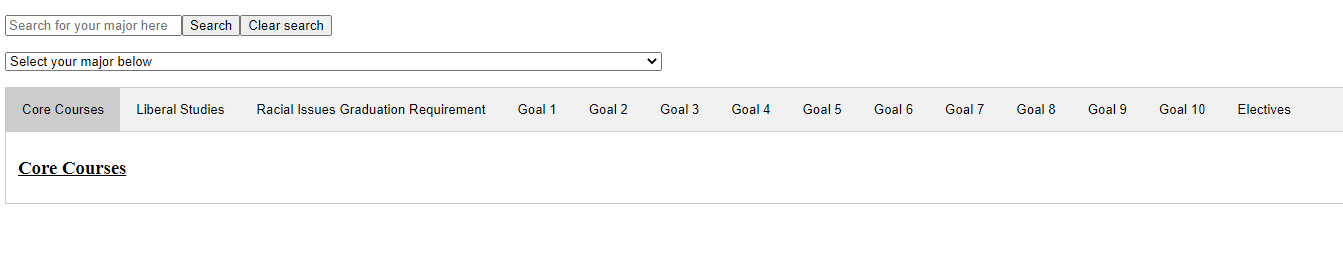 Search for your major here Search Clear search
Select your major below
Core Courses Liberal Studies Racial Issues Graduation Requirement Goal 1 Goal 2 Goal 3 Goal 4 Goal 5 Goal 6 Goal 7 Goal 8 Goal 9 Goal 10 Electives
Core Courses